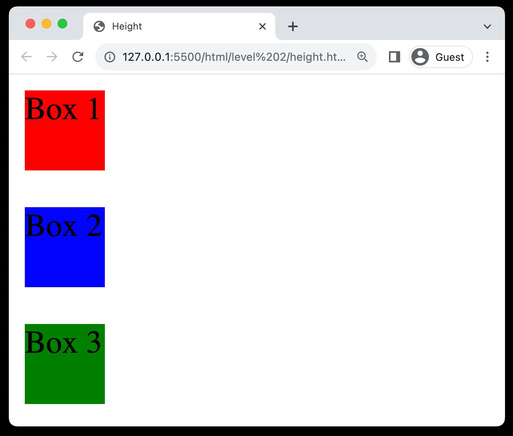 Height
127.0.0.1:5500/html/level%202/height.ht...
Guest
Box 1
Box 2
Box 3